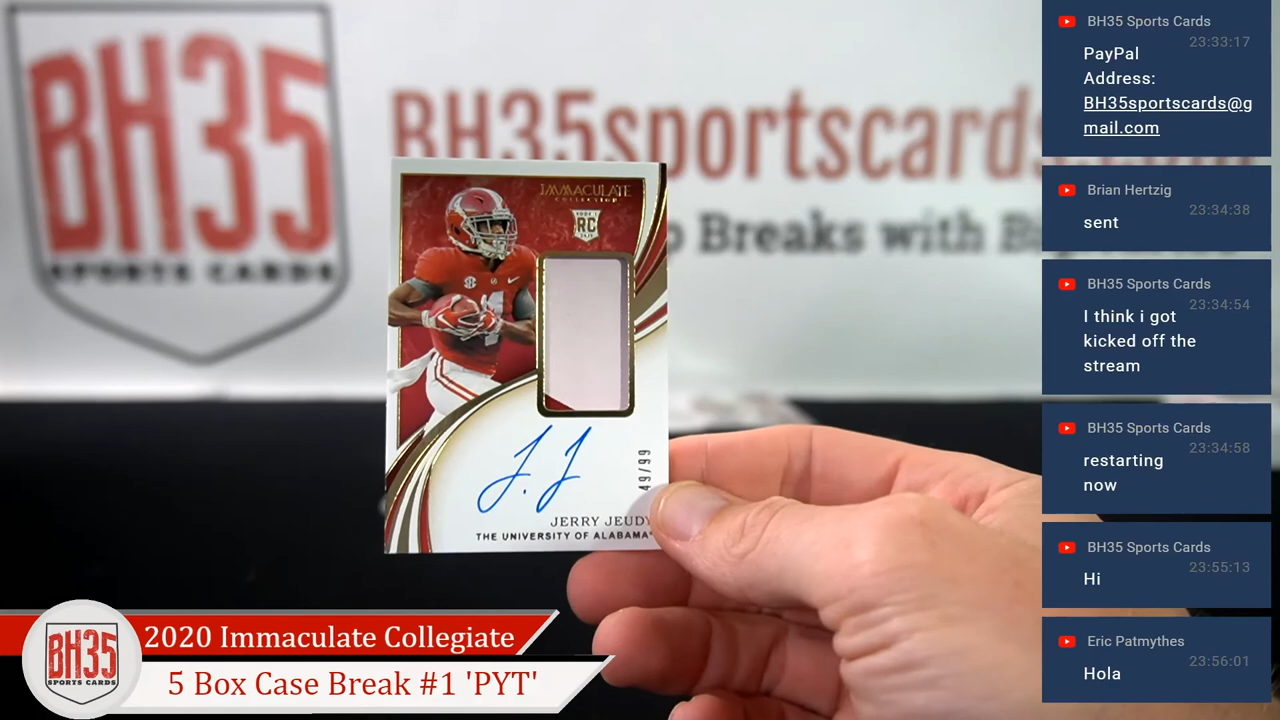 BH35
SPORTS CARDS
BH35sportscards.com
Breaks with
IMMACULATE
COLLECTION
RC
J. J.
49/99
JERRY JEUDY
THE UNIVERSITY OF ALABAMA
BH35
SPORTS CARDS
2020 Immaculate Collegiate
5 Box Case Break #1 'PYT'
BH35 Sports Cards
23:33:17
PayPal
Address:
BH35sportscards@g
mail.com
Brian Hertzig
23:34:38
sent
BH35 Sports Cards
23:34:54
I think i got
kicked off the
stream
BH35 Sports Cards
23:34:58
restarting
now
BH35 Sports Cards
23:55:13
Hi
Eric Patmythes
23:56:01
Hola